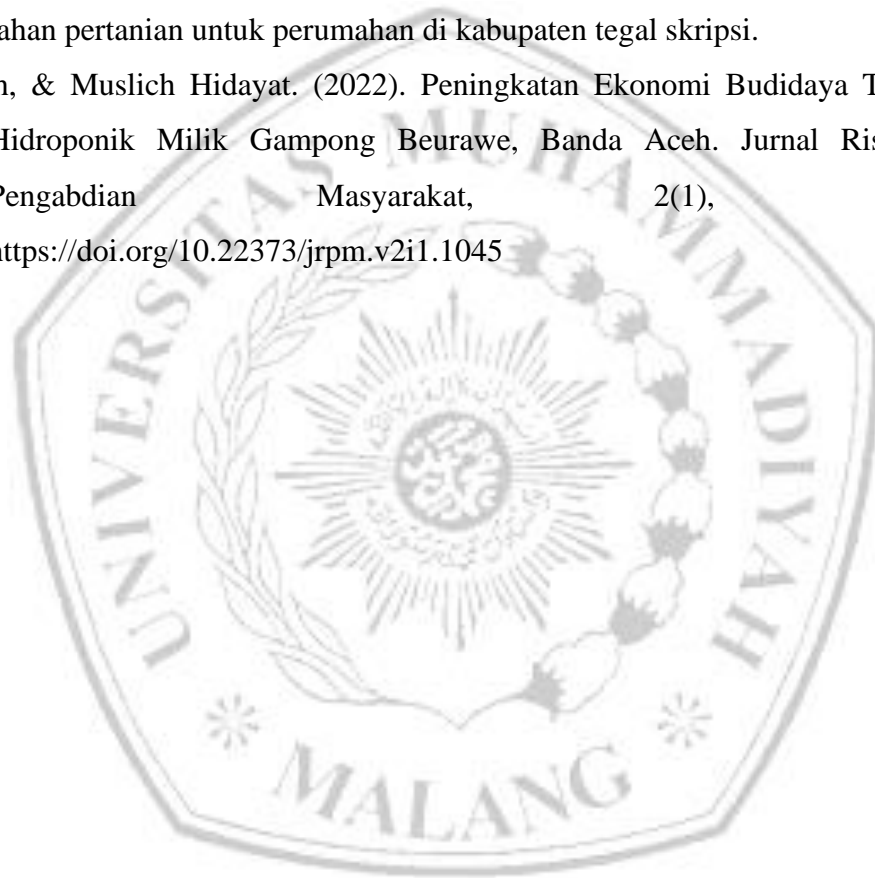 ahan pertanian untuk perumahan di kabupaten tegal skripsi.
n, & Muslich Hidayat. (2022). Peningkatan Ekonomi Budidaya T
Hidroponik Milik Gampong Beurawe, Banda Aceh. Jurnal Ris
Pengabdian Masyarakat, 2(1),
https://doi.org/10.22373/jrpm.v2i1.1045
UNIVERSITAS MUHAMMADIYAH
MALANG